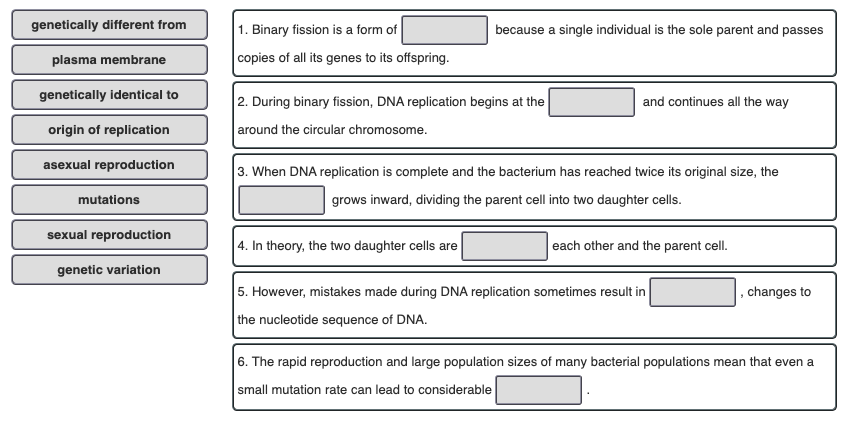 genetically different from
plasma membrane
genetically identical to
origin of replication
asexual reproduction
mutations
sexual reproduction
genetic variation
1. Binary fission is a form of because a single individual is the sole parent and passes
copies of all its genes to its offspring.
2. During binary fission, DNA replication begins at the and continues all the way
around the circular chromosome.
3. When DNA replication is complete and the bacterium has reached twice its original size, the
grows inward, dividing the parent cell into two daughter cells.
4. In theory, the two daughter cells are each other and the parent cell.
5. However, mistakes made during DNA replication sometimes result in , changes to
the nucleotide sequence of DNA.
6. The rapid reproduction and large population sizes of many bacterial populations mean that even a
small mutation rate can lead to considerable .